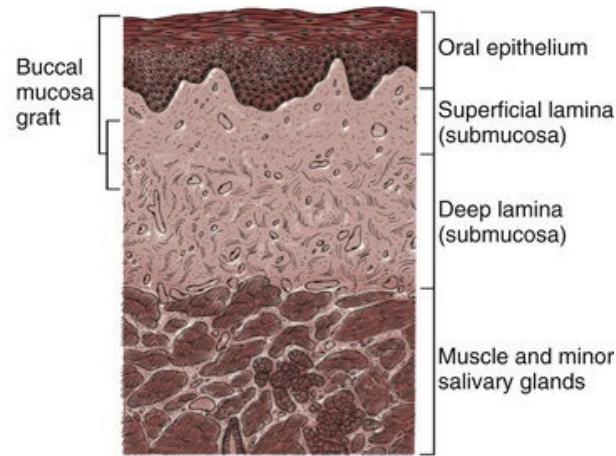 Buccal
mucosa
graft
Oral epithelium
Superficial lamina
(submucosa)
Deep lamina
(submucosa)
Muscle and minor
salivary glands